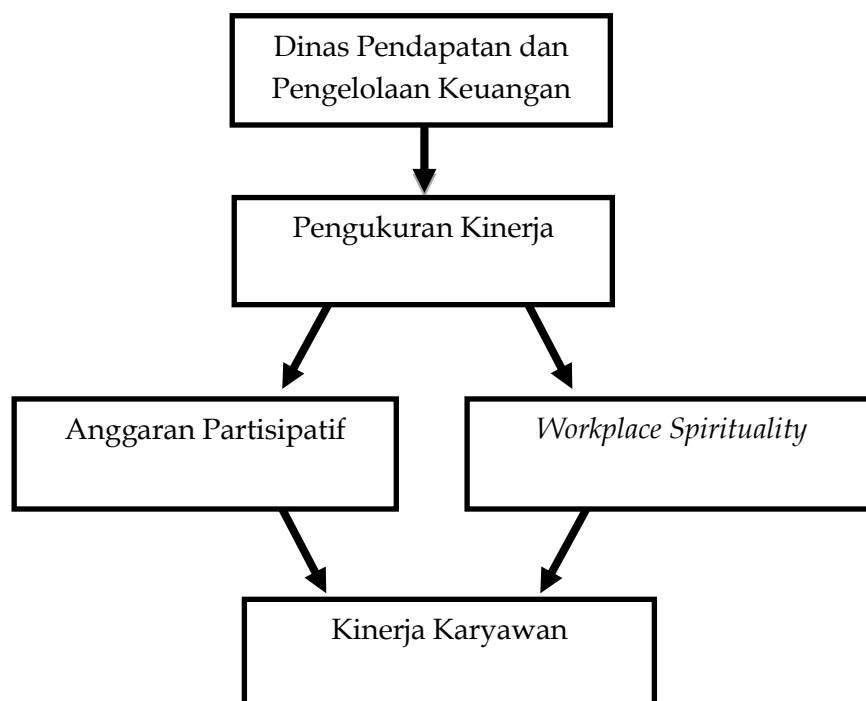 Dinas Pendapatan dan
Pengelolaan Keuangan
Pengukuran Kinerja
Anggaran Partisipatif
Workplace Spirituality
Kinerja Karyawan